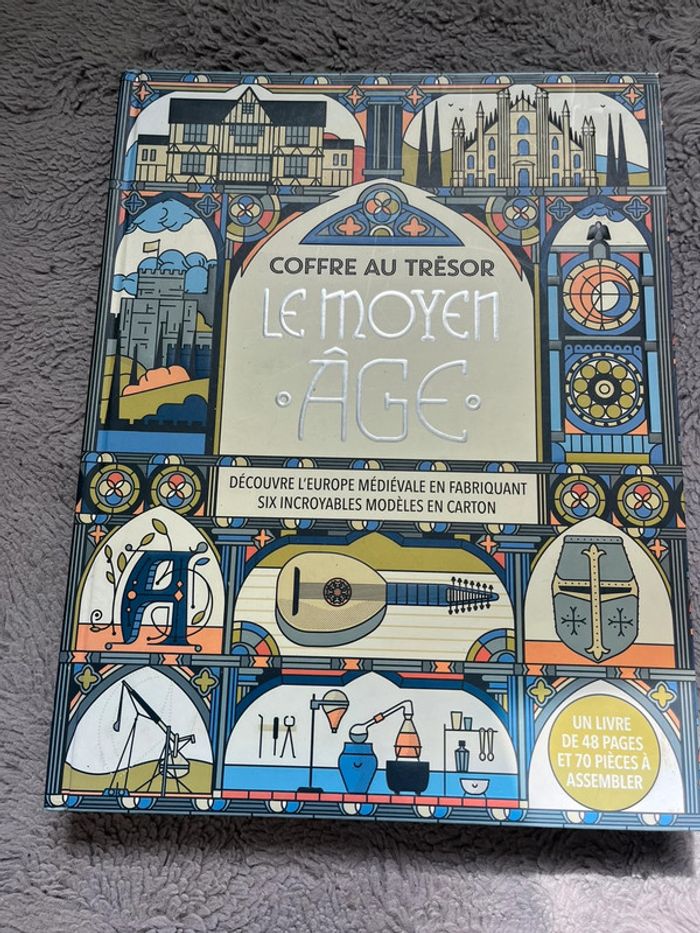 COFFRE AU TRÉSOR
LE MOYEN
·ÂGE·
DÉCOUVRE L'EUROPE MÉDIÉVALE EN FABRIQUANT
SIX INCROYABLES MODÈLES EN CARTON
A
UN LIVRE
DE 48 PAGES
ET 70 PIÈCES À
ASSEMBLER